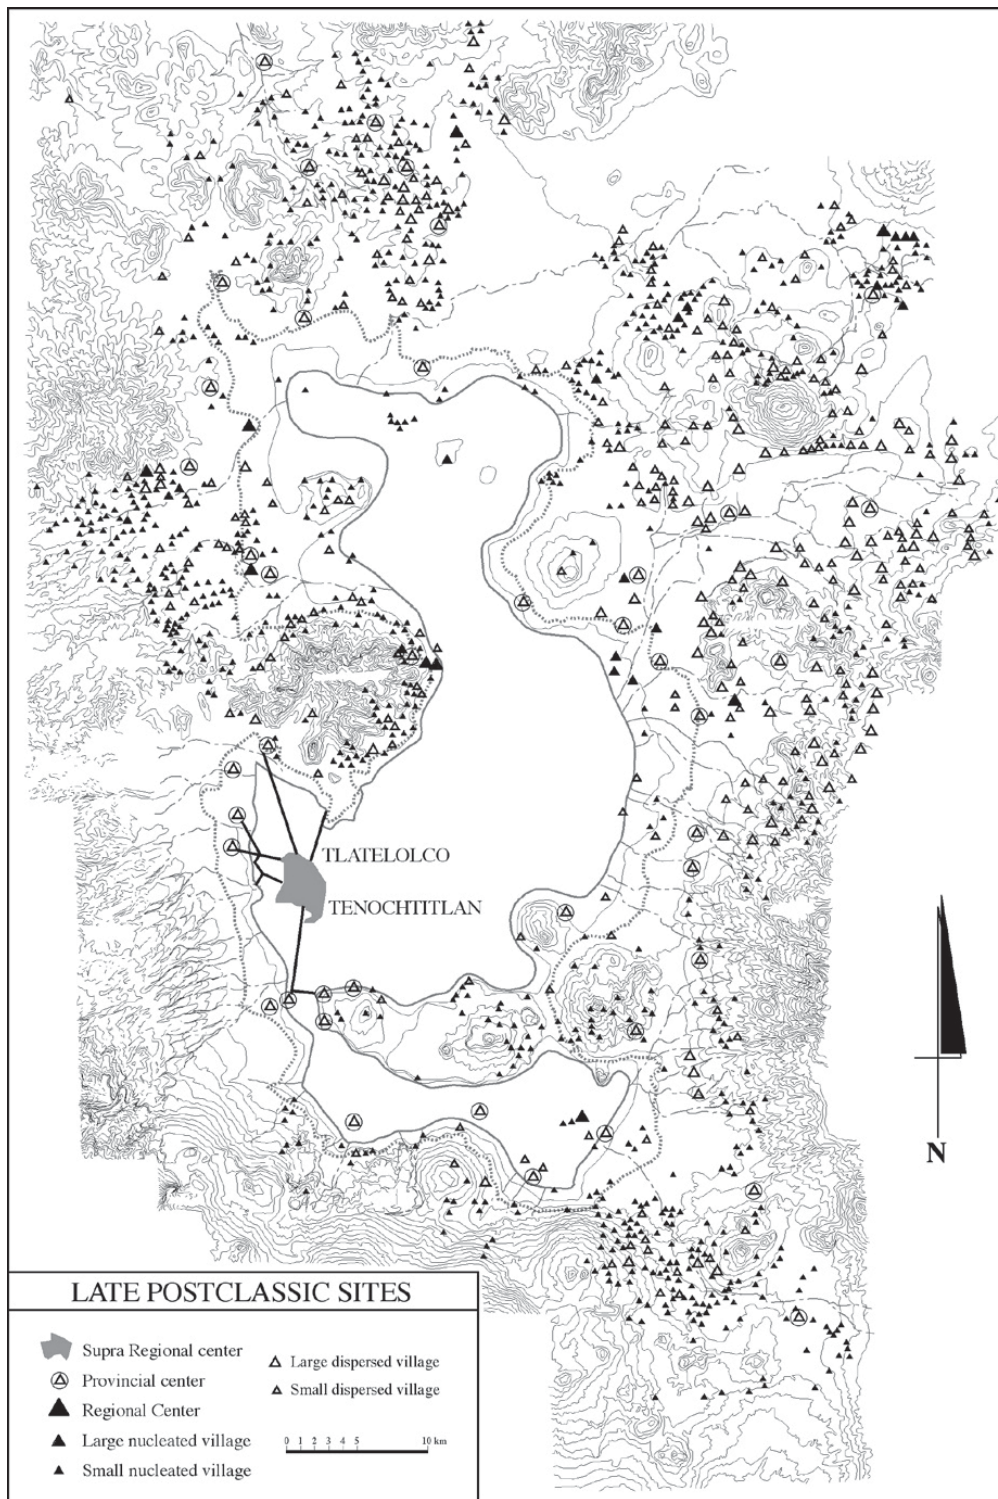 TLATELOLCO
TENOCHTITLAN
N
LATE POSTCLASSIC SITES
Supra Regional center
Provincial center
Regional Center
Large nucleated village
Small nucleated village
Large dispersed village
Small dispersed village
0 1 2 3 4 5 10 km